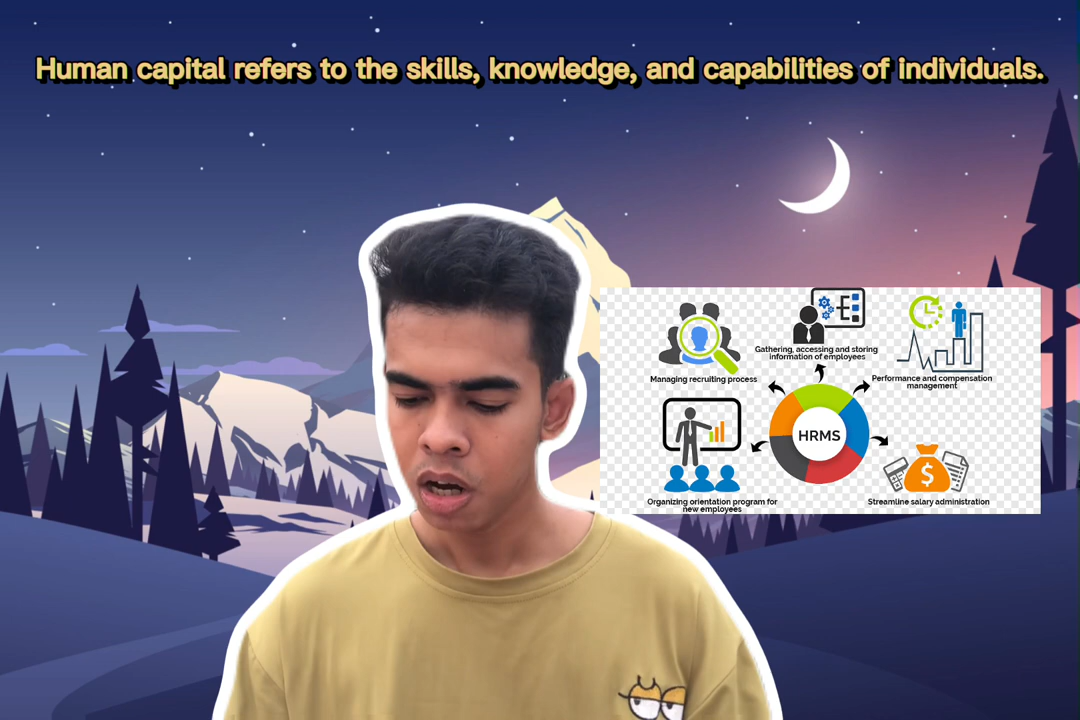 Human capital refers to the skills, knowledge, and capabilities of individuals.
Managing recruiting process
Gathering, accessing and storing
information of employees
Performance and compensation
management
HRMS
$
Organizing orientation program for
new employees
Streamline salary administration